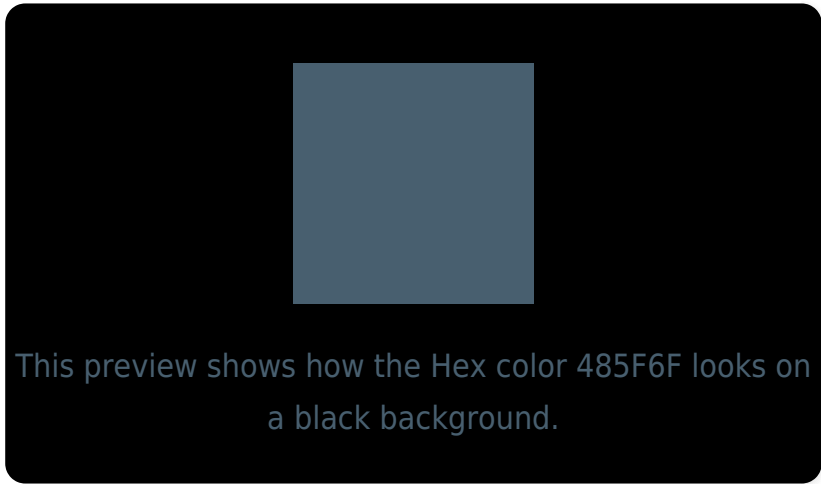 This preview shows how the Hex color 485F6F looks on
a black background.